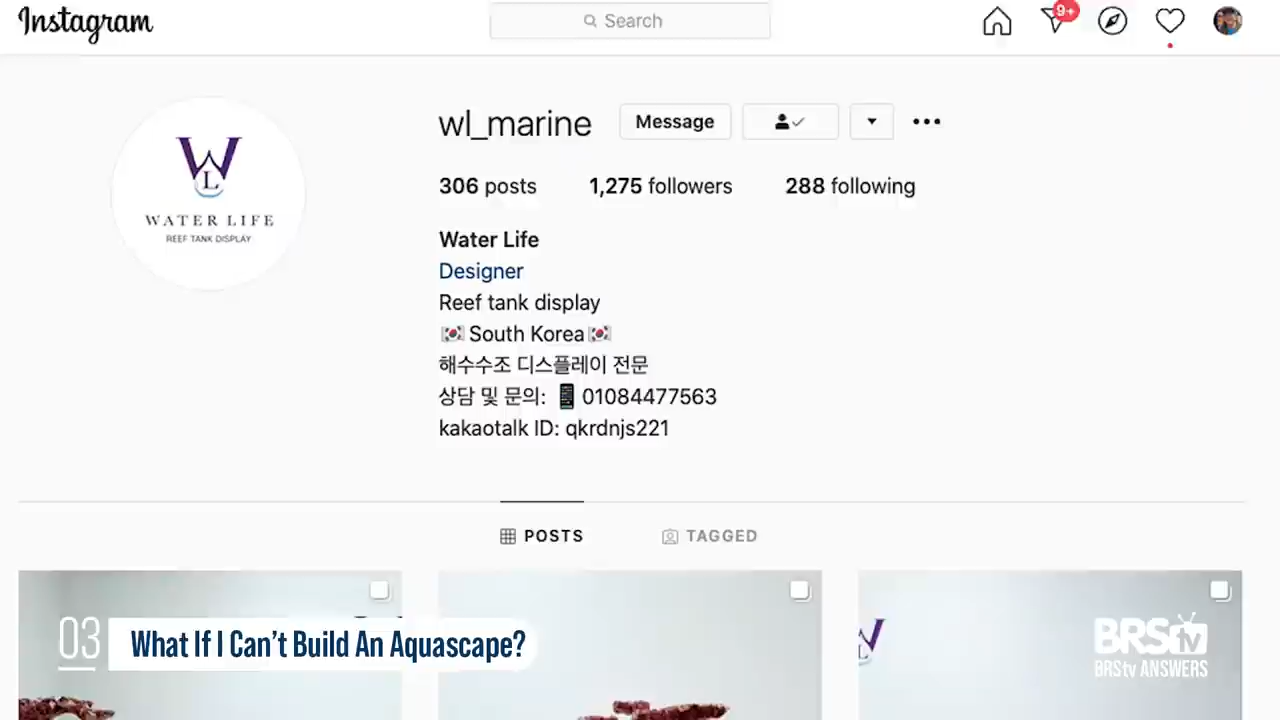 Instagram
Search
9+
wl_marine
Message
306 posts
1,275 followers
288 following
WL
WATER LIFE
REEF TANK DISPLAY
Water Life
Designer
Reef tank display
🇰🇷 South Korea 🇰🇷
해수수조 디스플레이 전문
상담 및 문의: 📱 01084477563
kakaotalk ID: qkrdnjs221
POSTS
TAGGED
03
What If I Can't Build An Aquascape?
BRStv
BRStv ANSWERS